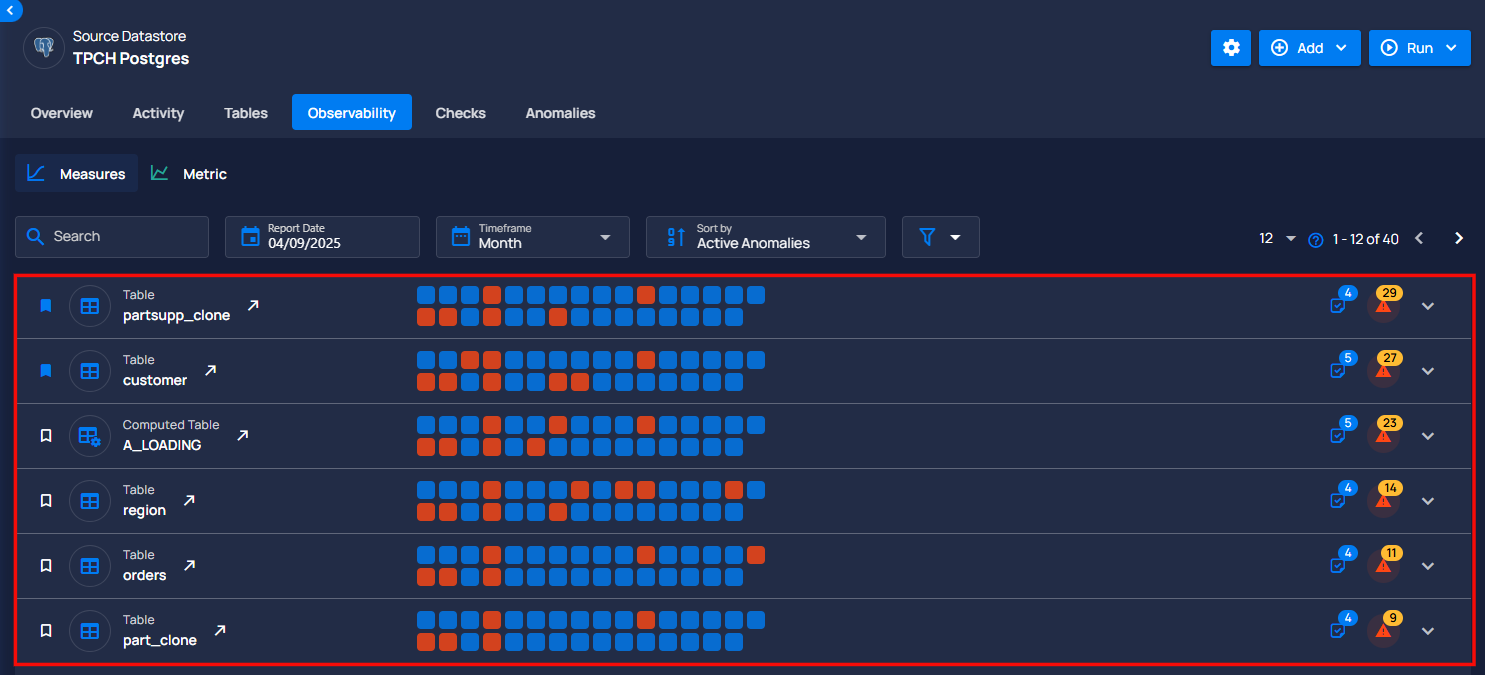 Source Datastore
TPCH Postgres
Add
Run
Overview
Activity
Tables
Observability
Checks
Anomalies
Measures
Metric
Search
Report Date
04/09/2025
Timeframe
Month
Sort by
Active Anomalies
12
1 - 12 of 40
Table
partsupp_clone
4
29
Table
customer
5
27
Computed Table
A_LOADING
5
23
Table
region
4
14
Table
orders
4
11
Table
part_clone
4
9